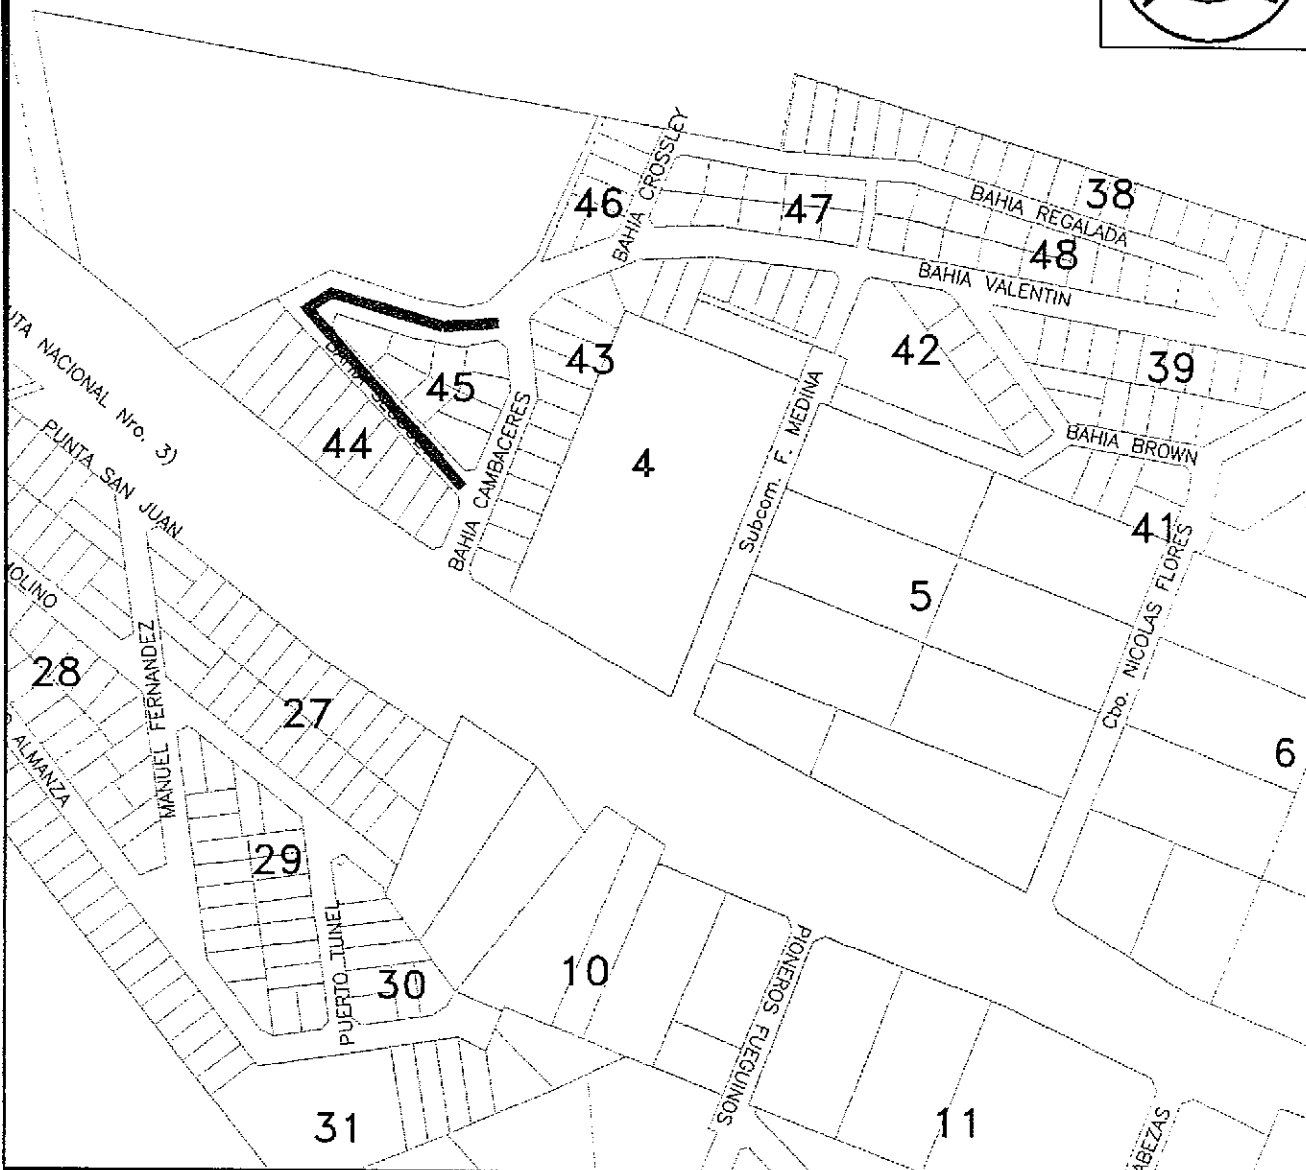 38
BAHIA CROSSLEY
46
47
BAHIA REGALADA
48
BAHIA VALENTIN
NACIONAL Nro. 3)
43
42
39
45
44
BAHIA CAMBACERES
4
Subcom. F. MEDINA
BAHIA BROWN
PUNTA SAN JUAN
41
5
Cbo. NICOLAS FLORES
28
MANUEL FERNANDEZ
27
6
ALMANZA
29
PUERTO TUNEL
30
10
PIONEROS FUEGUINOS
31
11